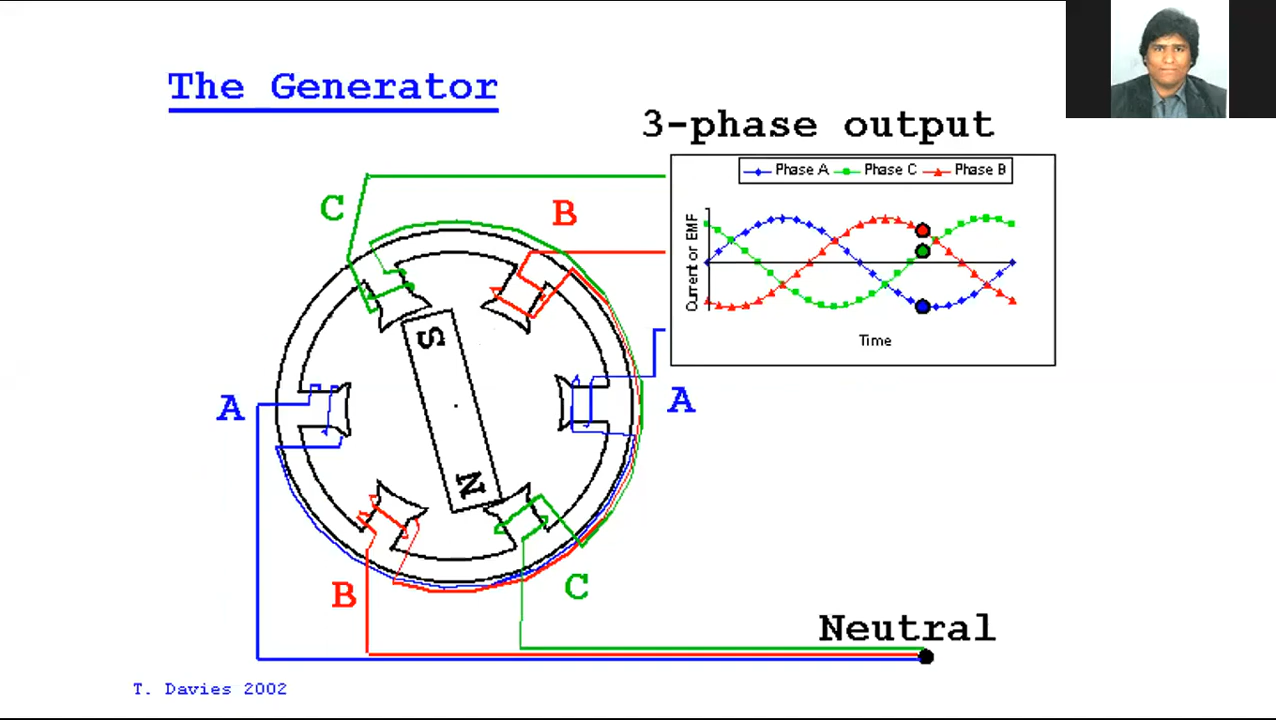 The Generator
3-phase output
Phase A Phase C Phase B
Current or EMF
Time
C
B
S
A
A
N
B
C
Neutral
T. Davies 2002